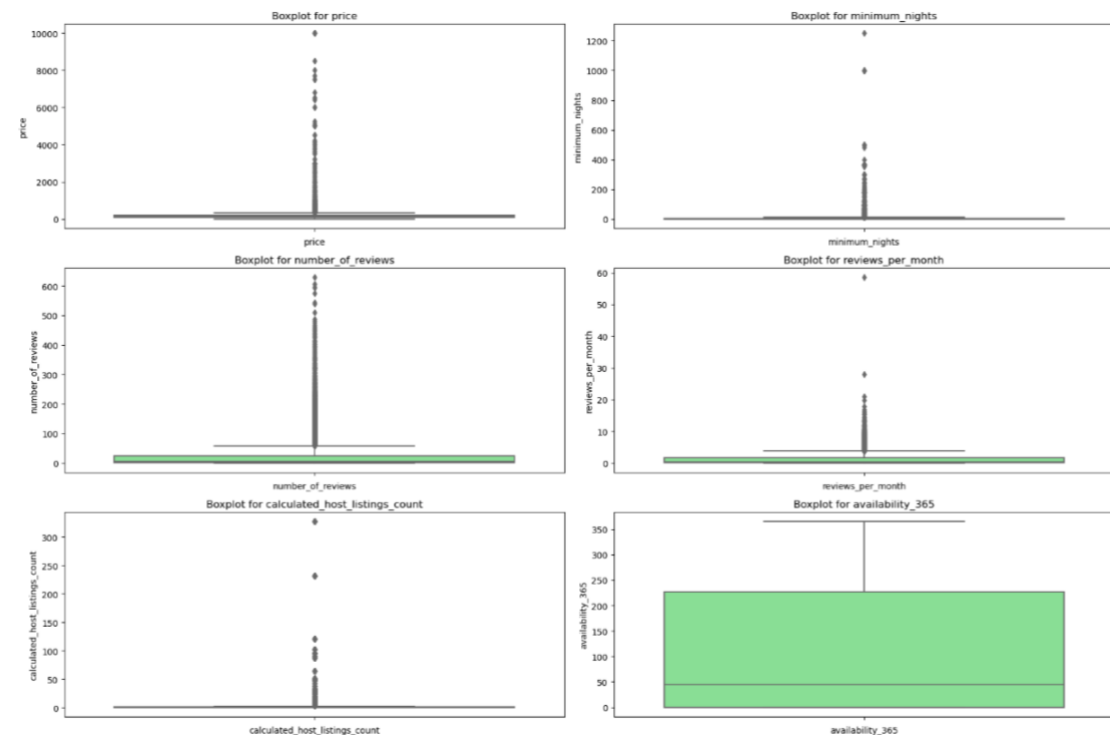 Boxplot for price
10000
8000
6000
4000
2000
0
price
price
Boxplot for minimum_nights
1200
1000
800
600
400
200
0
minimum_nights
minimum_nights
Boxplot for number_of_reviews
600
500
400
300
200
100
0
number_of_reviews
number_of_reviews
Boxplot for reviews_per_month
60
50
40
30
20
10
0
reviews_per_month
reviews_per_month
Boxplot for calculated_host_listings_count
300
250
200
150
100
50
0
calculated_host_listings_count
calculated_host_listings_count
Boxplot for availability_365
350
300
250
200
150
100
50
0
availability_365
availability_365